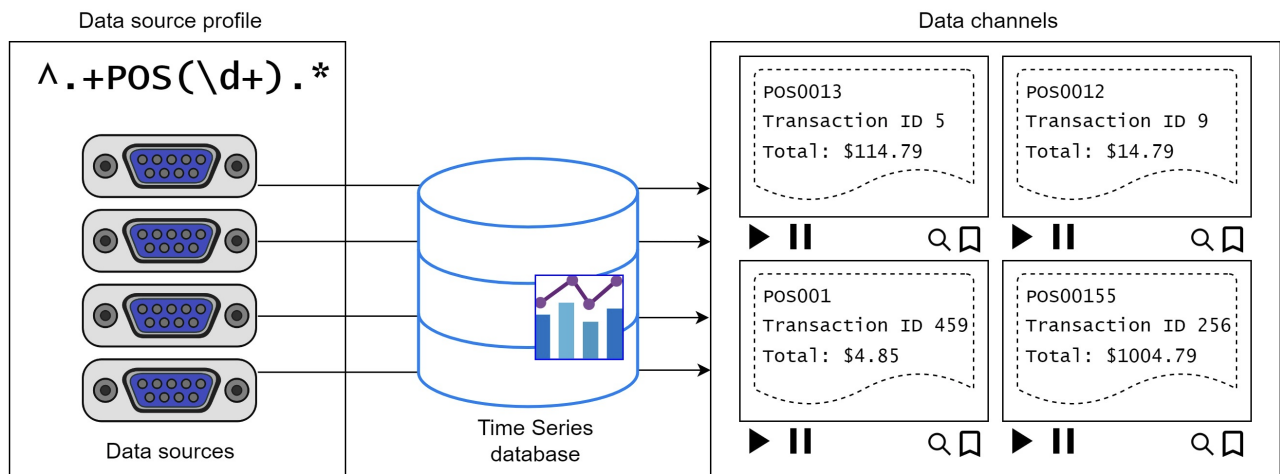 Data source profile
^.+POS(\d+).*
Data sources
Time Series
database
Data channels
POS0013
Transaction ID 5
Total: $114.79
POS0012
Transaction ID 9
Total: $14.79
POS001
Transaction ID 459
Total: $4.85
POS00155
Transaction ID 256
Total: $1004.79